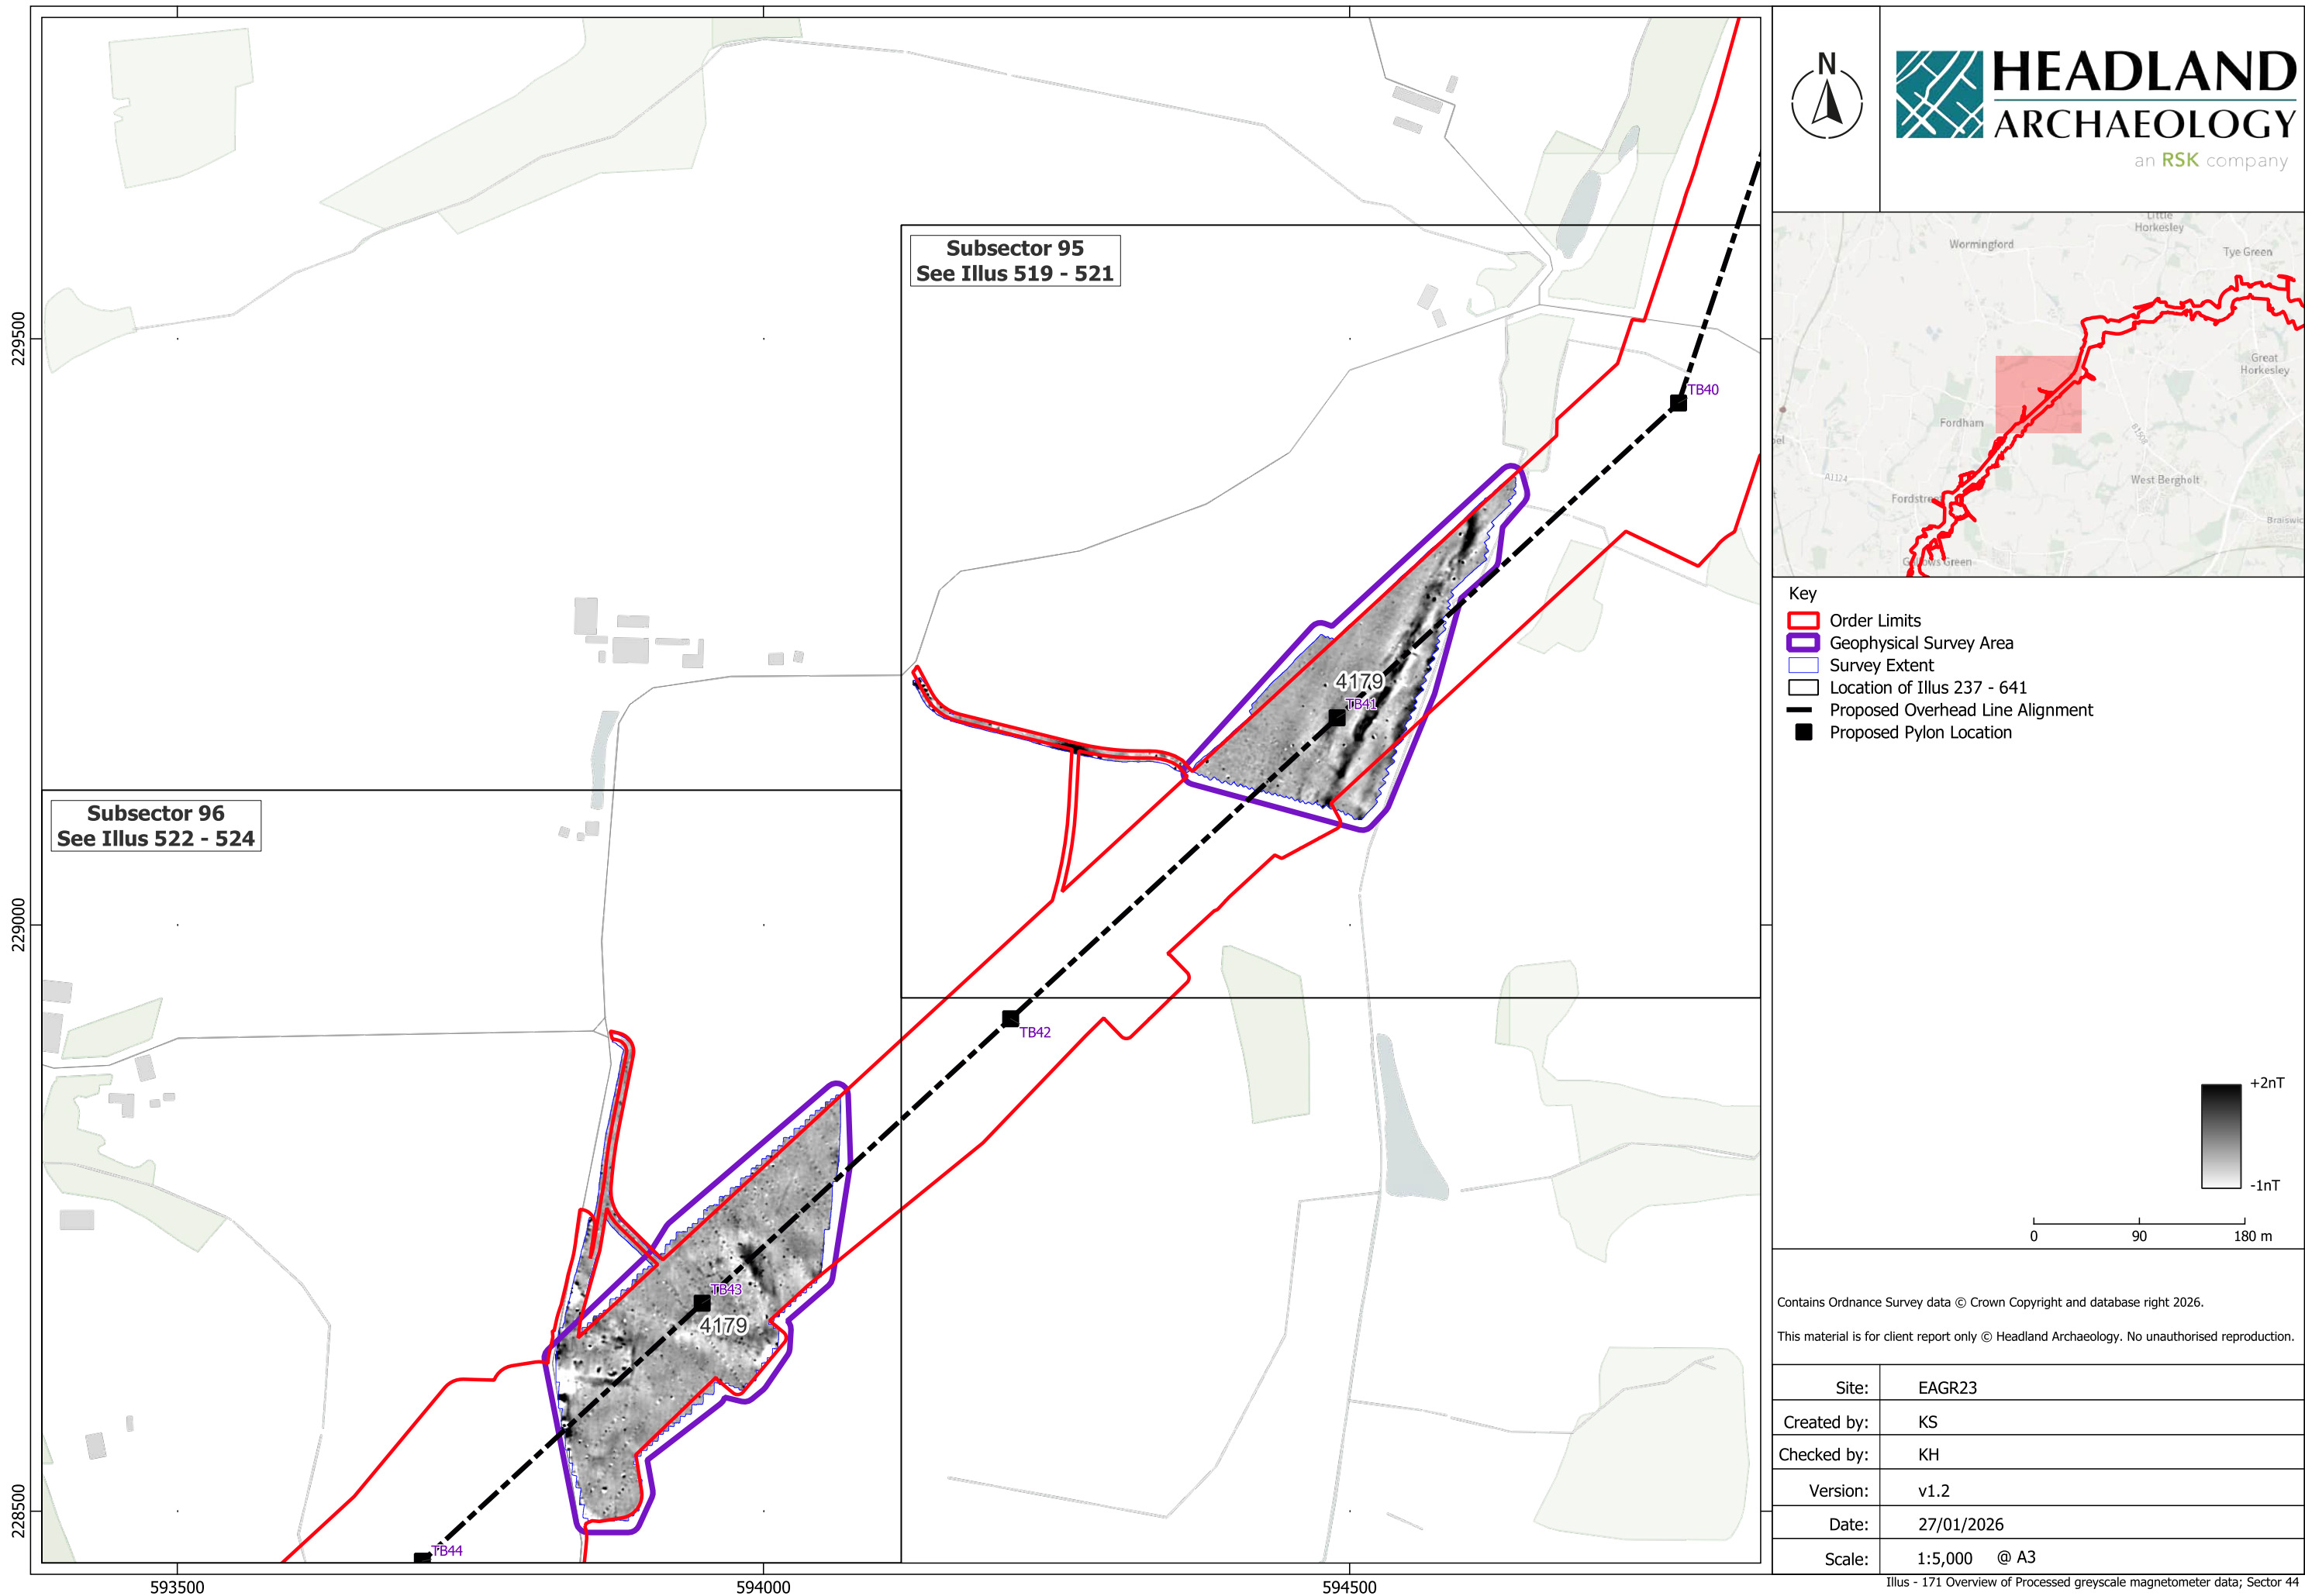 Subsector 95
See Illus 519 - 521
Subsector 96
See Illus 522 - 524
TB40
4179
TB41
TB42
TB43
4179
TB44
229500
229000
228500
593500
594000
594500
N
HEADLAND
ARCHAEOLOGY
an RSK company
Little
Horkesley
Wormingford
Tye Green
Great
Horkesley
Fordham
B1508
A1124
West Bergholt
Key
Order Limits
Geophysical Survey Area
Survey Extent
Location of Illus 237 - 641
Proposed Overhead Line Alignment
Proposed Pylon Location
+2nT
-1nT
0 90 180 m
Contains Ordnance Survey data © Crown Copyright and database right 2026.
This material is for client report only © Headland Archaeology. No unauthorised reproduction.
Site: EAGR23
Created by: KS
Checked by: KH
Version: v1.2
Date: 27/01/2026
Scale: 1:5,000 @ A3
Illus - 171 Overview of Processed greyscale magnetometer data; Sector 44